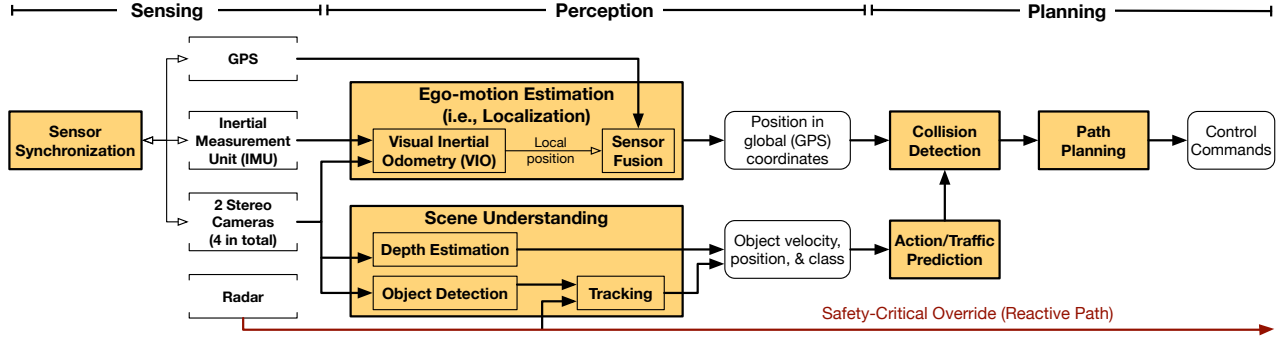 Sensing
Perception
Planning
GPS
Sensor
Synchronization
Inertial
Measurement
Unit (IMU)
2 Stereo
Cameras
(4 in total)
Radar
Ego-motion Estimation
(i.e., Localization)
Visual Inertial
Odometry (VIO)
Local
position
Sensor
Fusion
Scene Understanding
Depth Estimation
Object Detection
Tracking
Position in
global (GPS)
coordinates
Object velocity,
position, & class
Collision
Detection
Path
Planning
Control
Commands
Action/Traffic
Prediction
Safety-Critical Override (Reactive Path)